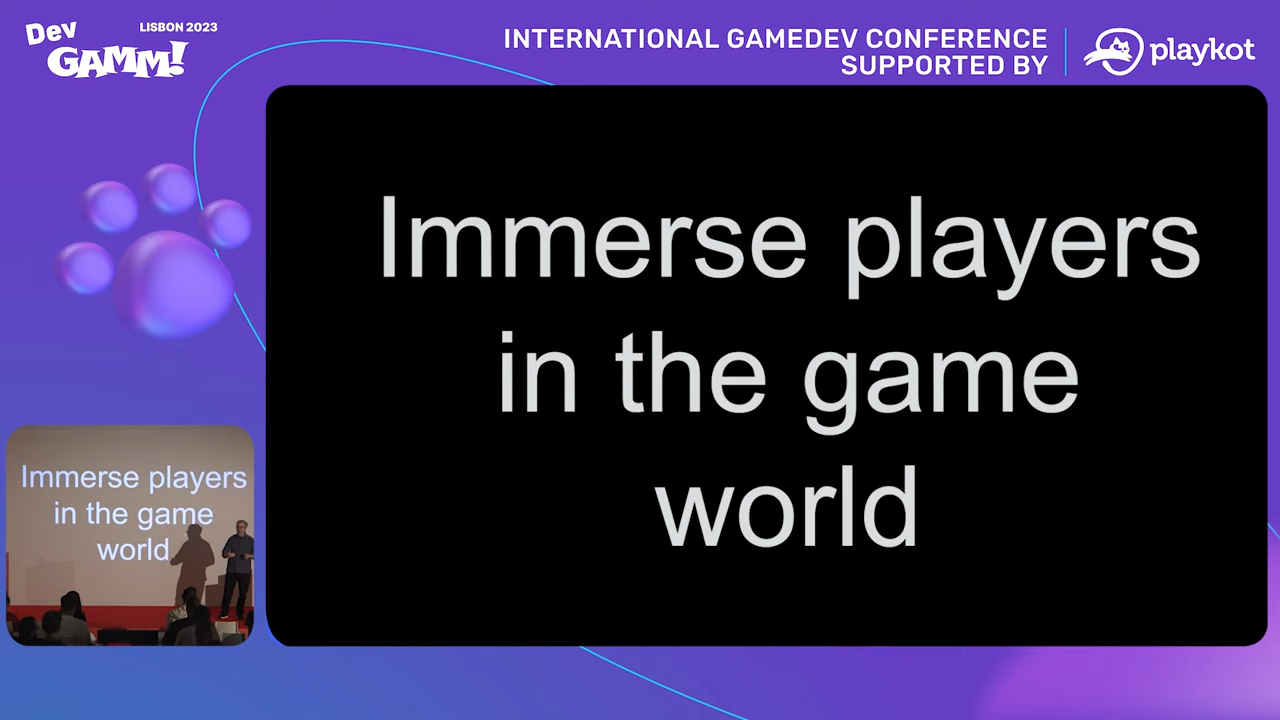 Dev
GAMM!
LISBON 2023
INTERNATIONAL GAMEDEV CONFERENCE
SUPPORTED BY
playkot
Immerse players
in the game
world
Immerse players
in the game
world